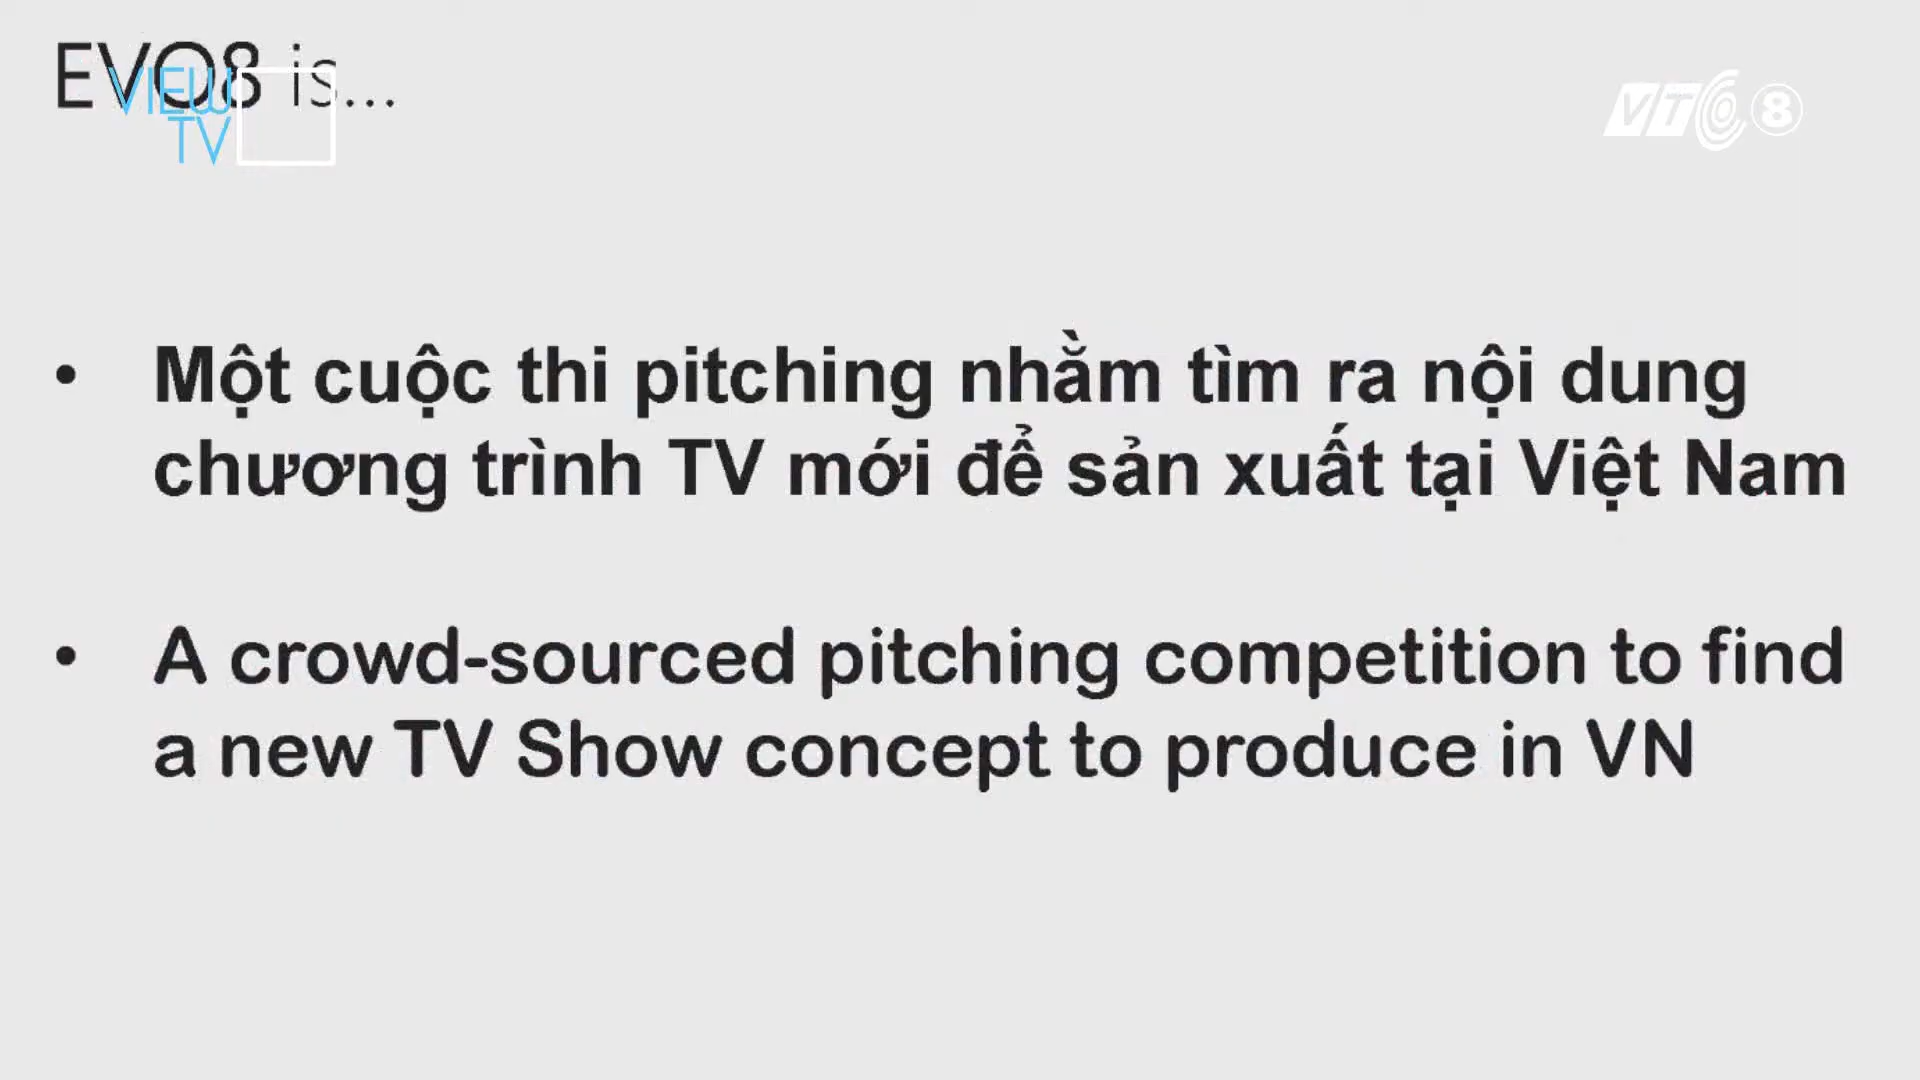 EVO8 is...
VIEW
TV
VTC 8
• Một cuộc thi pitching nhằm tìm ra nội dung
chương trình TV mới để sản xuất tại Việt Nam
• A crowd-sourced pitching competition to find
a new TV Show concept to produce in VN